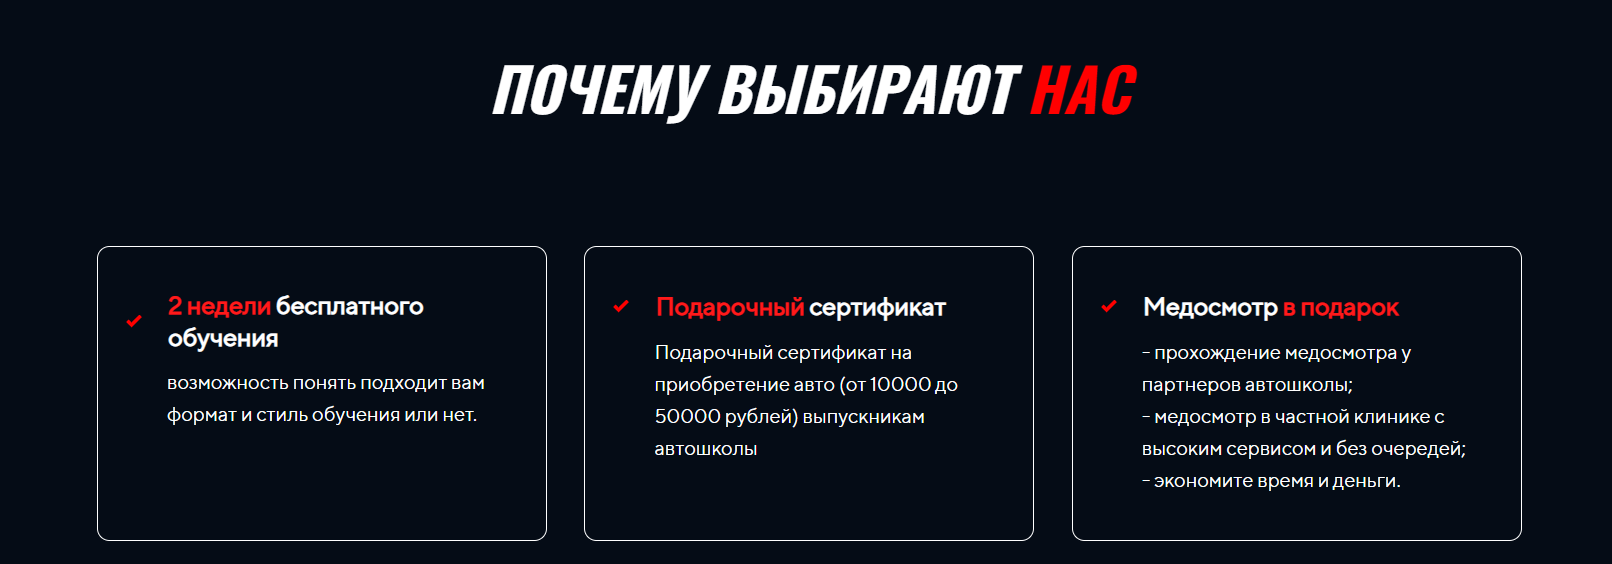 ПОЧЕМУ ВЫБИРАЮТ НАС
2 недели бесплатного
обучения
возможность понять подходит вам
формат и стиль обучения или нет.
Подарочный сертификат
Подарочный сертификат на
приобретение авто (от 10000 до
50000 рублей) выпускникам
автошколы
Медосмотр в подарок
- прохождение медосмотра у
партнеров автошколы;
- медосмотр в частной клинике с
высоким сервисом и без очередей;
- экономите время и деньги.